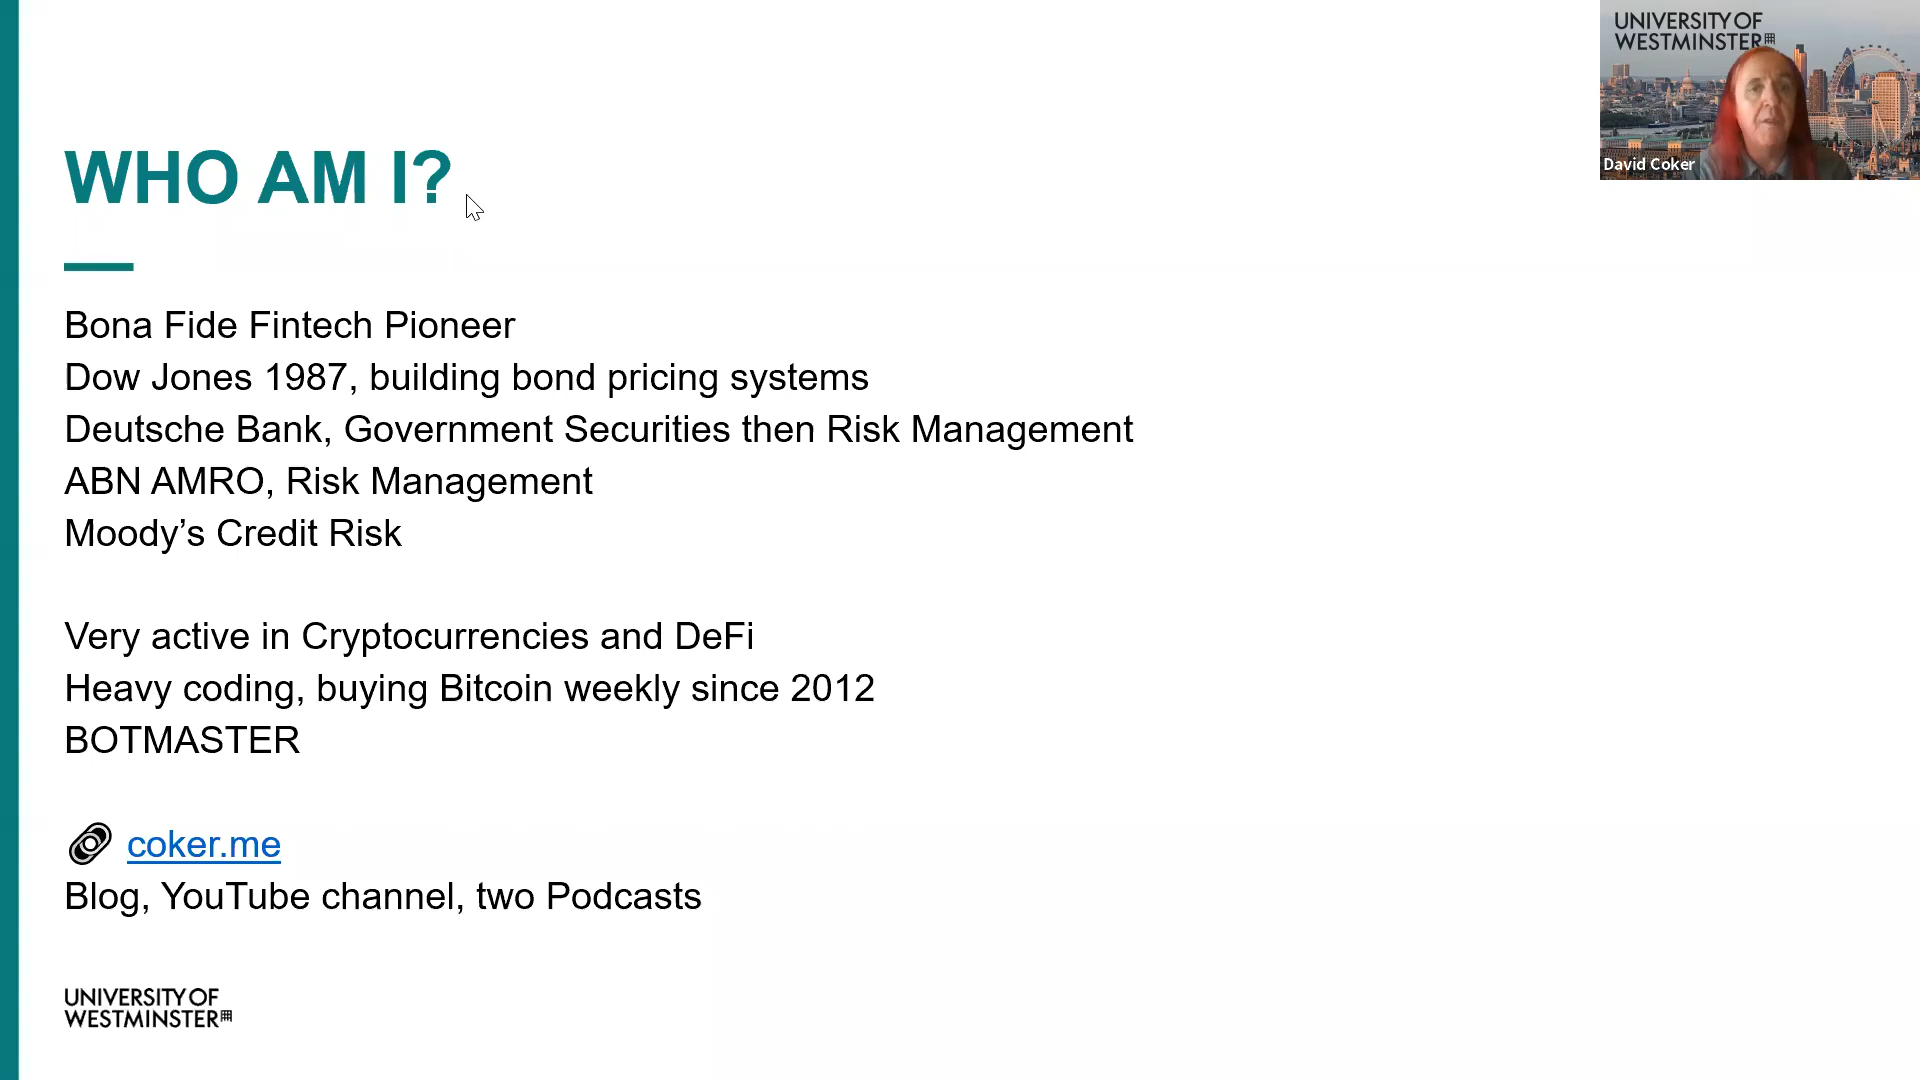 UNIVERSITY OF
WESTMINSTER
David Coker
WHO AM I?
Bona Fide Fintech Pioneer
Dow Jones 1987, building bond pricing systems
Deutsche Bank, Government Securities then Risk Management
ABN AMRO, Risk Management
Moody’s Credit Risk
Very active in Cryptocurrencies and DeFi
Heavy coding, buying Bitcoin weekly since 2012
BOTMASTER
coker.me
Blog, YouTube channel, two Podcasts
UNIVERSITY OF
WESTMINSTER